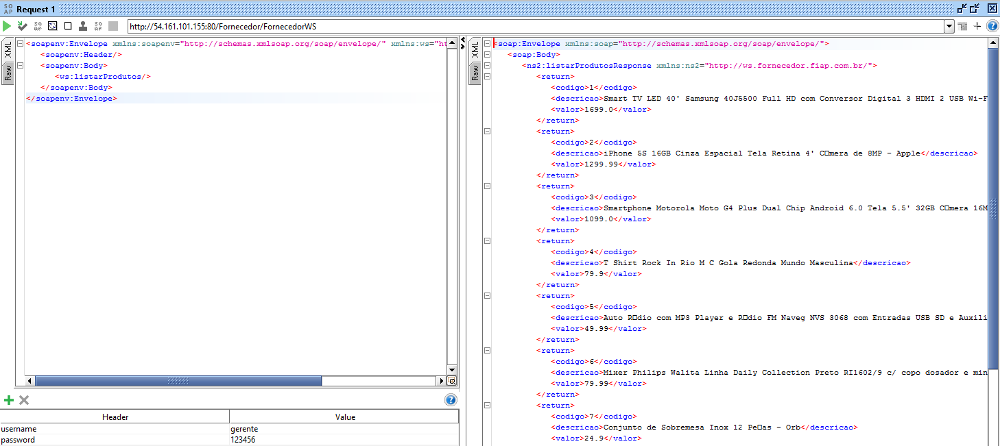 SO AP Request 1
http://54.161.101.155:80/Fornecedor/FornecedorWS
XML
Raw
<soapenv:Envelope xmlns:soapenv="http://schemas.xmlsoap.org/soap/envelope/" xmlns:ws="ht
<soapenv:Header/>
<soapenv:Body>
<ws:listarProdutos/>
</soapenv:Body>
</soapenv:Envelope>
Header Value
username gerente
password 123456
XML
Raw
<soap:Envelope xmlns:soap="http://schemas.xmlsoap.org/soap/envelope/">
<soap:Body>
<ns2:listarProdutosResponse xmlns:ns2="http://ws.fornecedor.fiap.com.br/">
<return>
<codigo>1</codigo>
<descricao>Smart TV LED 40' Samsung 40J5500 Full HD com Conversor Digital 3 HDMI 2 USB Wi-F
<valor>1699.0</valor>
</return>
<return>
<codigo>2</codigo>
<descricao>iPhone 5S 16GB Cinza Espacial Tela Retina 4' C□mera de 8MP - Apple</descricao>
<valor>1299.99</valor>
</return>
<return>
<codigo>3</codigo>
<descricao>Smartphone Motorola Moto G4 Plus Dual Chip Android 6.0 Tela 5.5' 32GB C□mera 16M
<valor>1099.0</valor>
</return>
<return>
<codigo>4</codigo>
<descricao>T Shirt Rock In Rio M C Gola Redonda Mundo Masculina</descricao>
<valor>79.9</valor>
</return>
<return>
<codigo>5</codigo>
<descricao>Auto R□dio com MP3 Player e R□dio FM Naveg NVS 3068 com Entradas USB SD e Auxili
<valor>49.99</valor>
</return>
<return>
<codigo>6</codigo>
<descricao>Mixer Philips Walita Linha Daily Collection Preto RI1602/9 c/ copo dosador e min
<valor>79.99</valor>
</return>
<return>
<codigo>7</codigo>
<descricao>Conjunto de Sobremesa Inox 12 Pe□as - Orb</descricao>
<valor>24.9</valor>